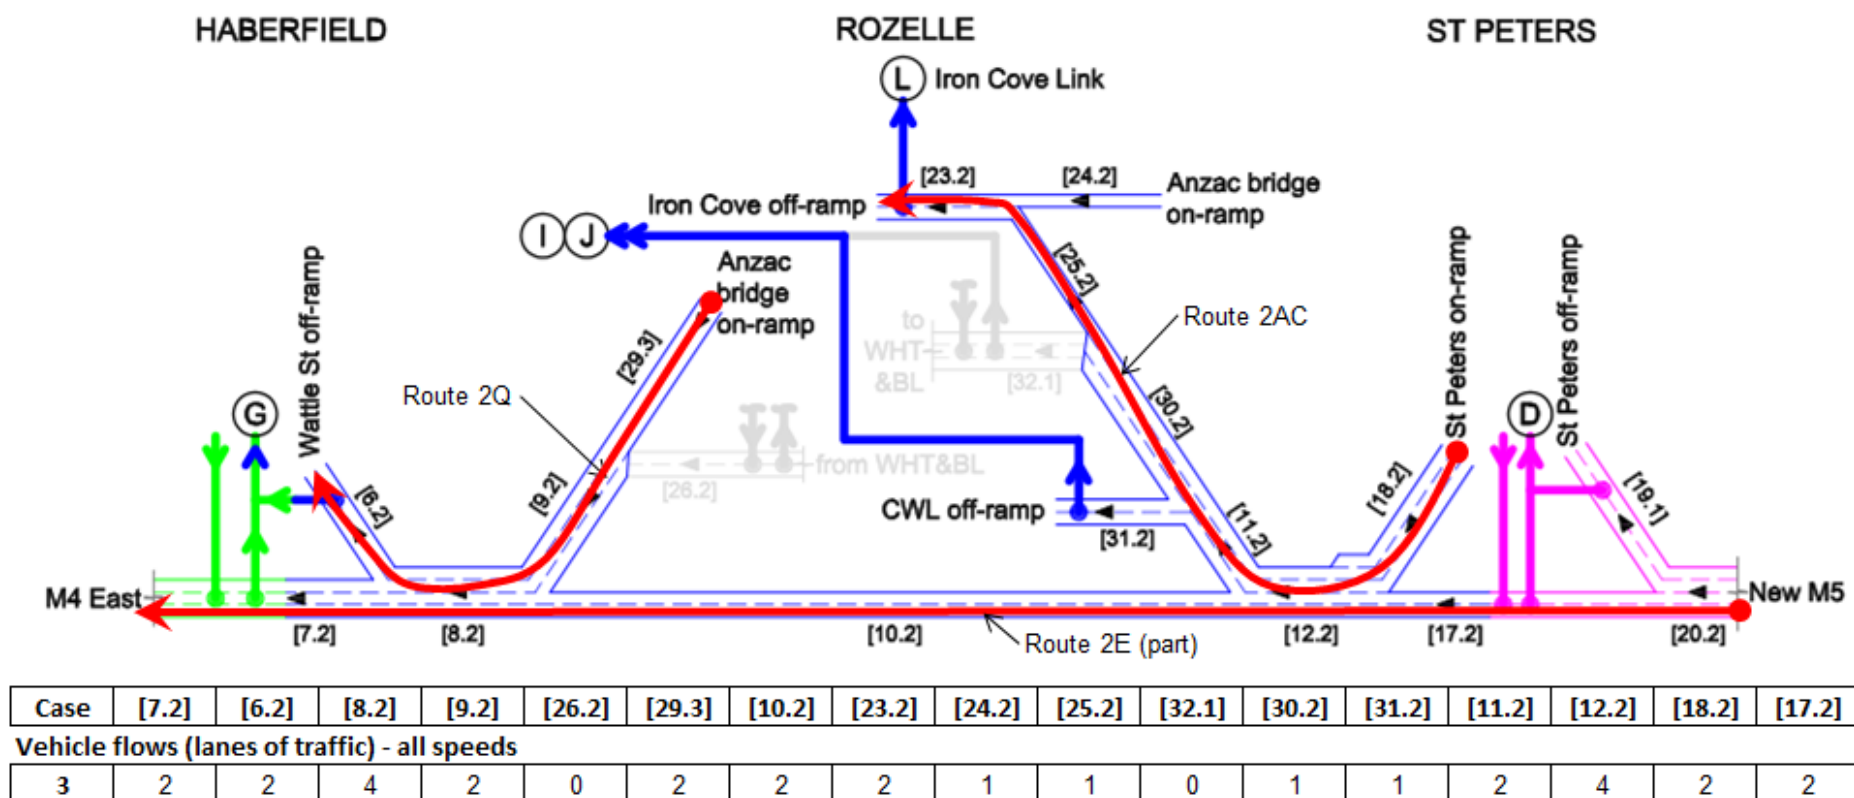 HABERFIELD
ROZELLE
ST PETERS
L
Iron Cove Link
[23.2]
[24.2]
Iron Cove off-ramp
Anzac bridge
on-ramp
I
J
Anzac
bridge
on-ramp
Wattle St off-ramp
[25.2]
Route 2AC
to
WHT
&BL
[32.1]
[29.3]
Route 2Q
[30.2]
St Peters on-ramp
St Peters off-ramp
G
D
[6.2]
[9.2]
from WHT&BL
[26.2]
CWL off-ramp
[31.2]
[11.2]
[18.2]
[19.1]
M4 East
New M5
[7.2]
[8.2]
[10.2]
Route 2E (part)
[12.2]
[17.2]
[20.2]
Case [7.2] [6.2] [8.2] [9.2] [26.2] [29.3] [10.2] [23.2] [24.2] [25.2] [32.1] [30.2] [31.2] [11.2] [12.2] [18.2] [17.2]
Vehicle flows (lanes of traffic) - all speeds
3 2 2 4 2 0 2 2 2 1 1 0 1 1 2 4 2 2